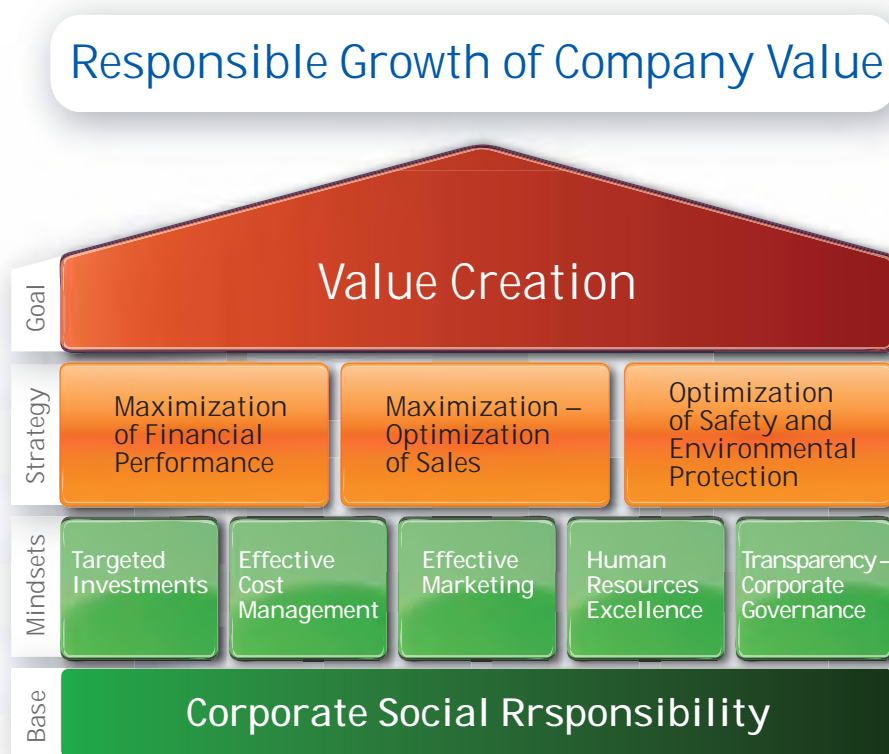 Responsible Growth of Company Value
Goal
Value Creation
Strategy
Maximization
of Financial
Performance
Maximization –
Optimization
of Sales
Optimization
of Safety and
Environmental
Protection
Mindsets
Targeted
Investments
Effective
Cost
Management
Effective
Marketing
Human
Resources
Excellence
Transparency –
Corporate
Governance
Base
Corporate Social Rrsponsibility